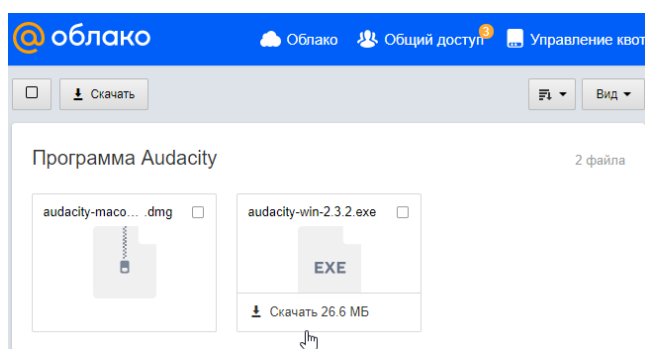 @ облако Облако Общий доступ 3 Управление квот
Скачать Вид
Программа Audacity 2 файла
audacity-maco... .dmg audacity-win-2.3.2.exe
EXE
Скачать 26.6 МБ